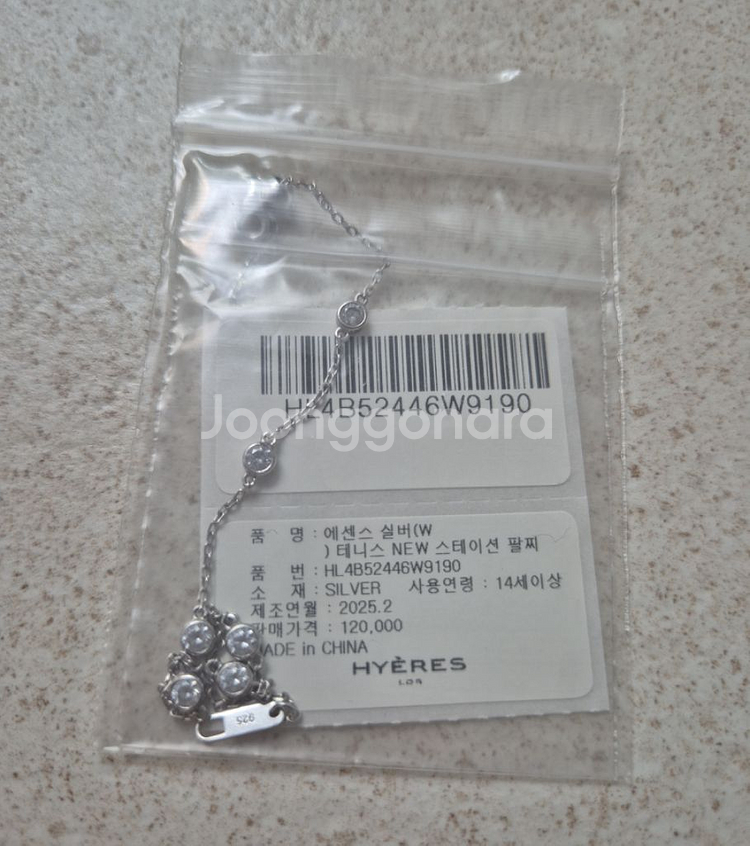 HL4B52446W9190
Joonggonara
품 명 : 에센스 실버(W
) 테니스 NEW 스테이션 팔찌
품 번 : HL4B52446W9190
소 재 : SILVER 사용연령 : 14세이상
제조연월 : 2025.2
판매가격 : 120,000
MADE in CHINA
HYÈRES
LOR
925